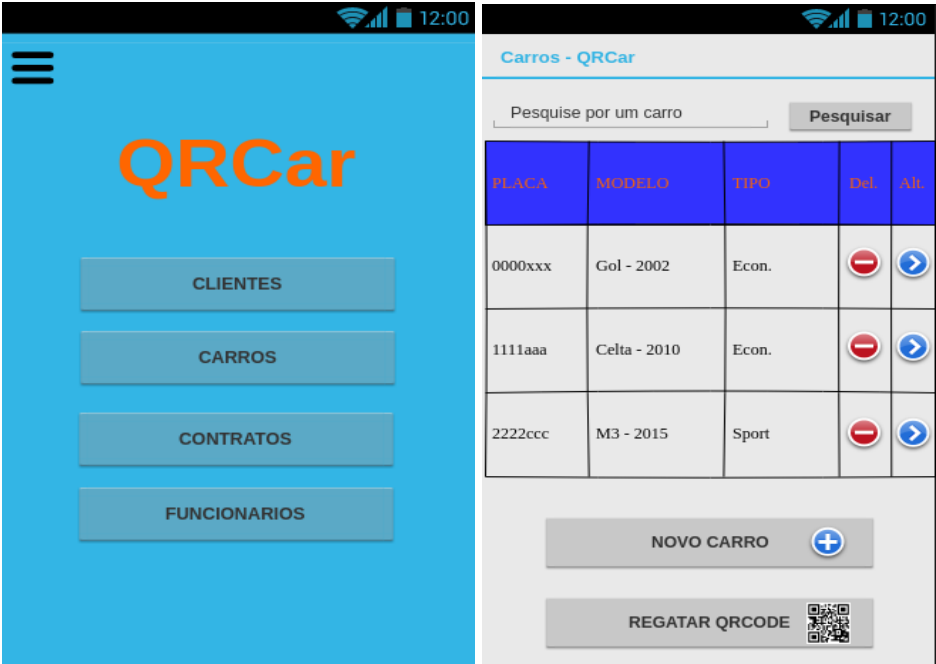 12:00
QRCar
CLIENTES
CARROS
CONTRATOS
FUNCIONARIOS
12:00
Carros - QRCar
Pesquise por um carro Pesquisar
PLACA MODELO TIPO Del. Alt.
0000xxx Gol - 2002 Econ.
1111aaa Celta - 2010 Econ.
2222ccc M3 - 2015 Sport
NOVO CARRO
REGATAR QRCODE